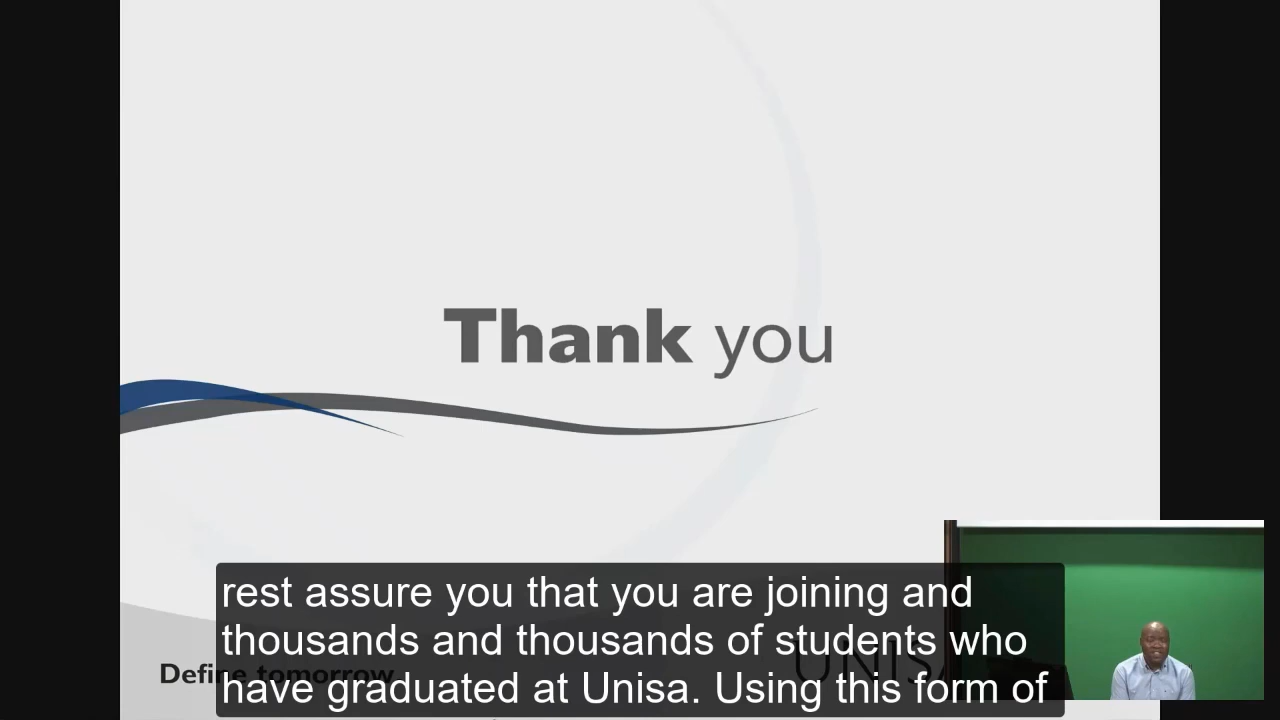 Thank you
rest assure you that you are joining and
thousands and thousands of students who
have graduated at Unisa. Using this form of
Define tomorrow
UNISA